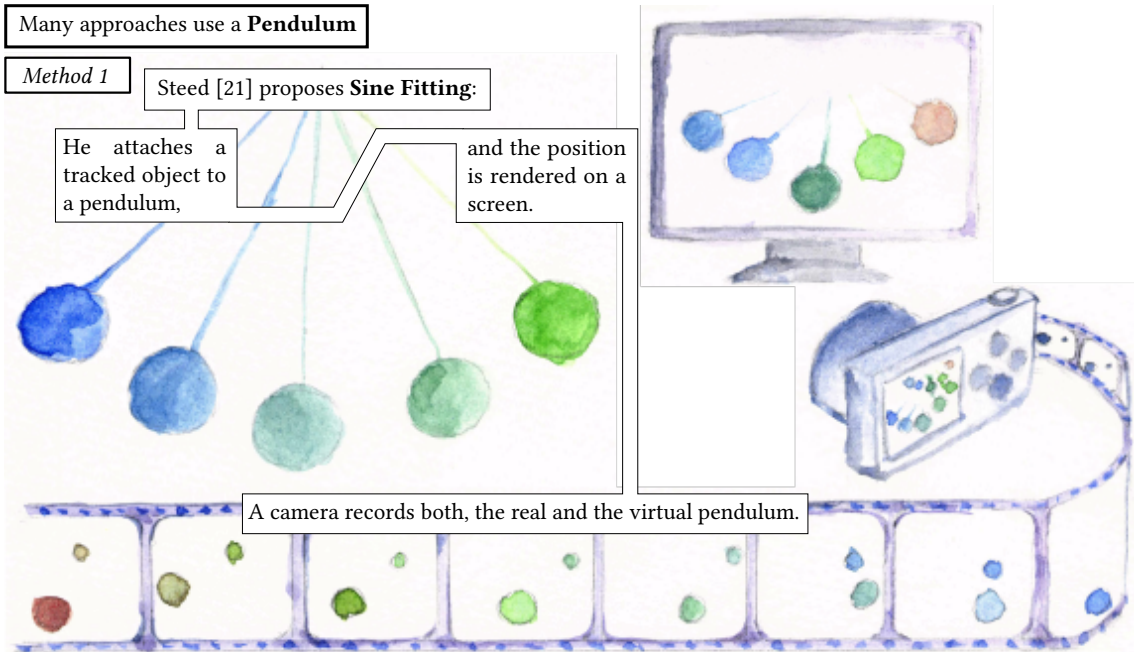 Many approaches use a Pendulum
Method 1
Steed [21] proposes Sine Fitting:
He attaches a
tracked object to
a pendulum,
and the position
is rendered on a
screen.
A camera records both, the real and the virtual pendulum.